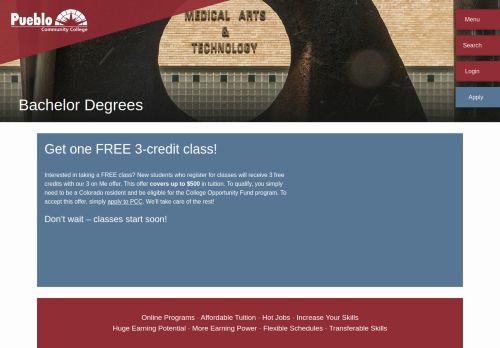 Pueblo
Community College
MEDICAL ARTS
&
TECHNOLOGY
Menu
Search
Login
Apply
Bachelor Degrees
Get one FREE 3-credit class!
Interested in taking a FREE class? New students who register for classes will receive 3 free
credits with our 3 on Me offer. This offer covers up to $500 in tuition. To qualify, you simply
need to be a Colorado resident and be eligible for the College Opportunity Fund program. To
accept this offer, simply apply to PCC. We'll take care of the rest!
Don't wait – classes start soon!
Online Programs · Affordable Tuition · Hot Jobs · Increase Your Skills
Huge Earning Potential · More Earning Power · Flexible Schedules · Transferable Skills